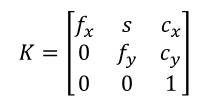 K = [f_x s c_x
0 f_y c_y
0 0 1]